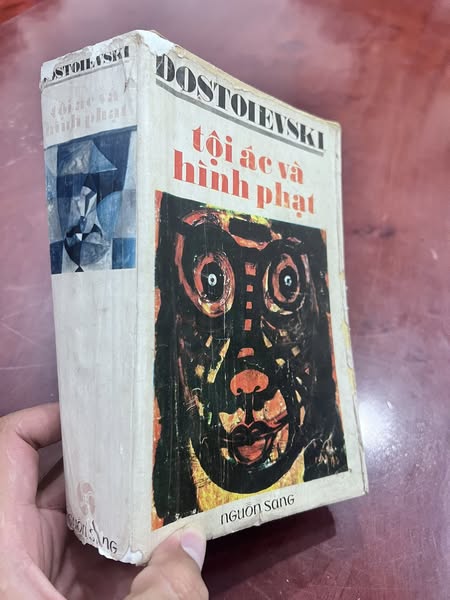 DOSTOIEVSKI
tội ác và
hình phạt
DOSTOIEVSKI
tội ác và
hình phạt
nguồn sang
nguồn sang